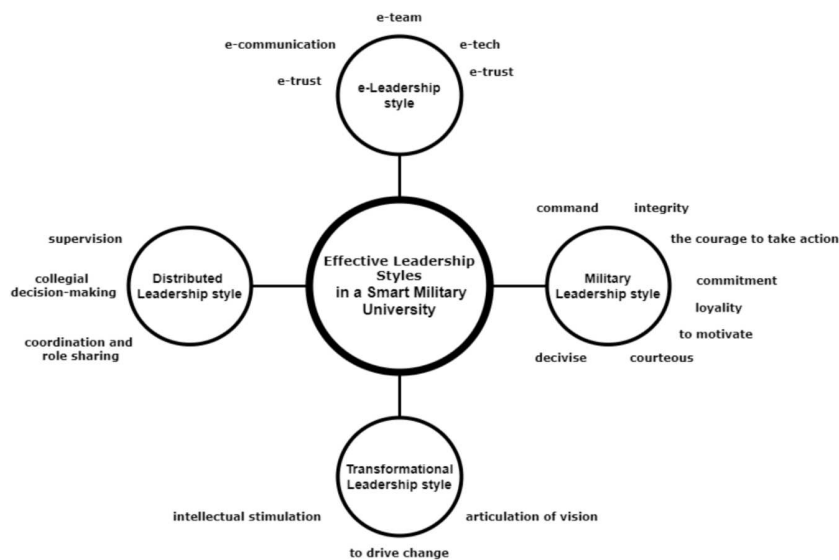 e-team
e-communication
e-tech
e-trust
e-trust
e-Leadership
style
command
integrity
the courage to take action
commitment
loyality
to motivate
courteous
decivise
Military
Leadership style
Effective Leadership
Styles
in a Smart Military
University
supervision
collegial
decision-making
coordination and
role sharing
Distributed
Leadership style
Transformational
Leadership style
intellectual stimulation
articulation of vision
to drive change